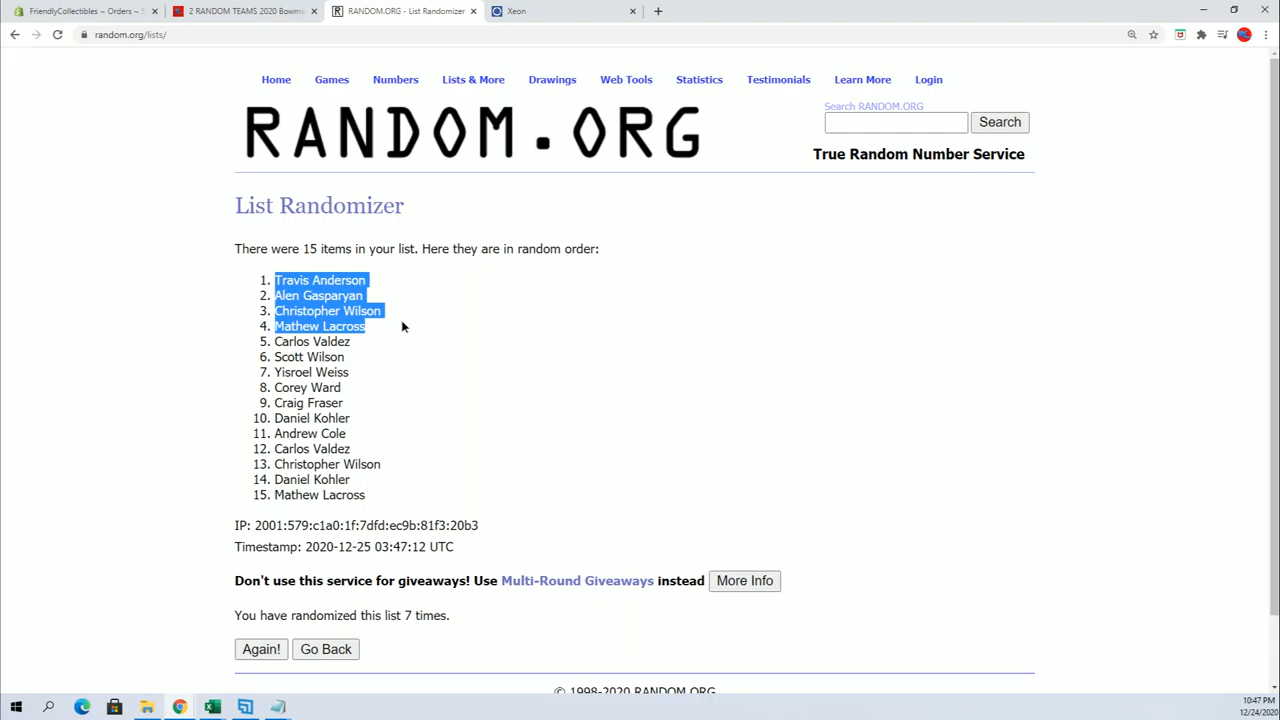 FriendlyCollectibles ~ Orders ~ S
2 RANDOM TEAMS 2020 Bowma
RANDOM.ORG - List Randomizer
Xeon
random.org/lists/
Home Games Numbers Lists & More Drawings Web Tools Statistics Testimonials Learn More Login
RANDOM.ORG
Search RANDOM.ORG
Search
True Random Number Service
List Randomizer
There were 15 items in your list. Here they are in random order:
1. Travis Anderson
2. Alen Gasparyan
3. Christopher Wilson
4. Mathew Lacross
5. Carlos Valdez
6. Scott Wilson
7. Yisroel Weiss
8. Corey Ward
9. Craig Fraser
10. Daniel Kohler
11. Andrew Cole
12. Carlos Valdez
13. Christopher Wilson
14. Daniel Kohler
15. Mathew Lacross
IP: 2001:579:c1a0:1f:7dfd:ec9b:81f3:20b3
Timestamp: 2020-12-25 03:47:12 UTC
Don't use this service for giveaways! Use Multi-Round Giveaways instead More Info
You have randomized this list 7 times.
Again! Go Back
© 1998-2020 RANDOM.ORG
10:47 PM
12/24/2020